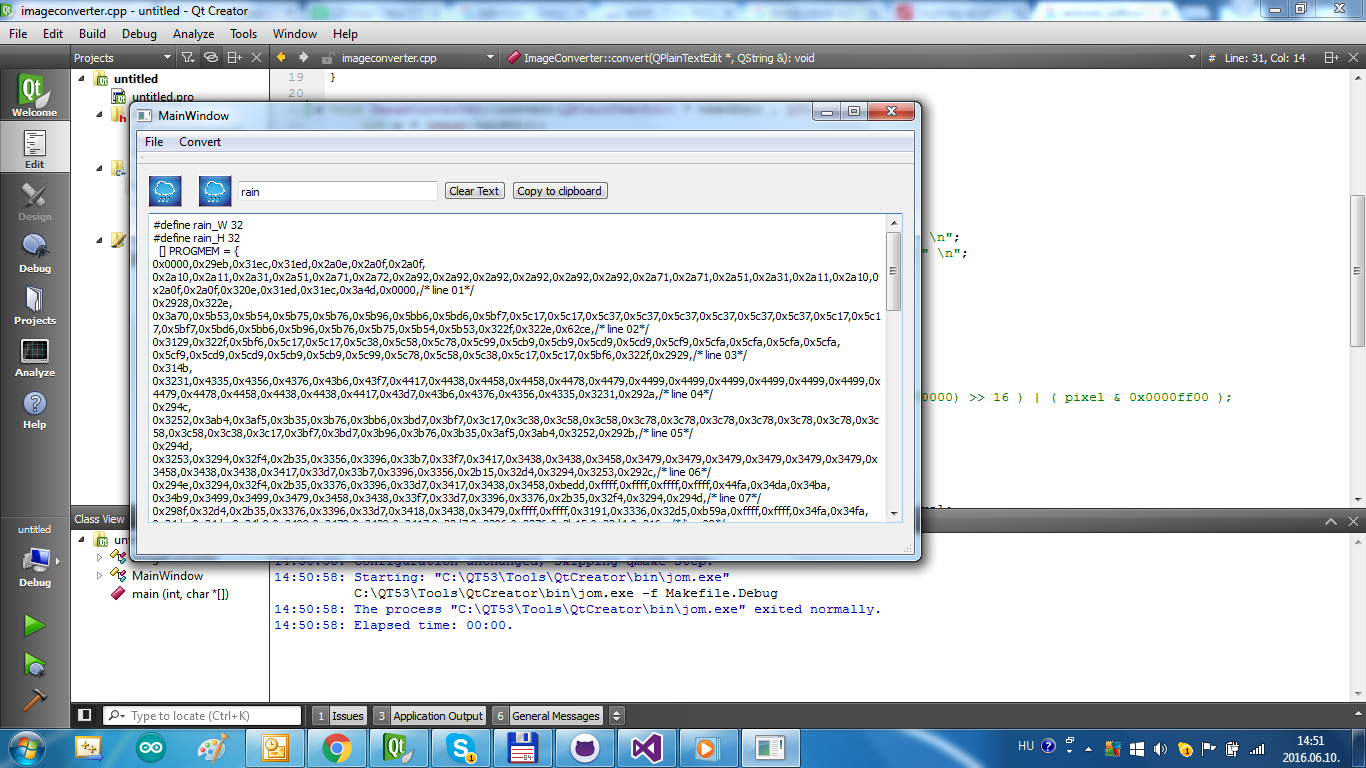 imageconverter.cpp - untitled - Qt Creator
File Edit Build Debug Analyze Tools Window Help
Projects imageconverter.cpp ImageConverter::convert(QPlainTextEdit *, QString &): void # Line: 31, Col: 14
Welcome
Edit
Design
Debug
Projects
Analyze
Help
untitled
Debug
untitled
untitled.pro
19 }
20
MainWindow
File Convert
rain Clear Text Copy to clipboard
#define rain_W 32
#define rain_H 32
[] PROGMEM = {
0x0000,0x29eb,0x31ec,0x31ed,0x2a0e,0x2a0f,0x2a0f,
0x2a10,0x2a11,0x2a31,0x2a51,0x2a71,0x2a72,0x2a92,0x2a92,0x2a92,0x2a92,0x2a92,0x2a92,0x2a71,0x2a71,0x2a51,0x2a31,0x2a11,0x2a10,0
x2a0f,0x2a0f,0x320e,0x31ed,0x31ec,0x3a4d,0x0000,/* line 01*/
0x2928,0x322e,
0x3a70,0x5b53,0x5b54,0x5b75,0x5b76,0x5b96,0x5bb6,0x5bd6,0x5bf7,0x5c17,0x5c17,0x5c37,0x5c37,0x5c37,0x5c37,0x5c37,0x5c37,0x5c17,0x5c1
7,0x5bf7,0x5bd6,0x5bb6,0x5b96,0x5b76,0x5b75,0x5b54,0x5b53,0x322f,0x322e,0x62ce,/* line 02*/
0x3129,0x322f,0x5bf6,0x5c17,0x5c17,0x5c38,0x5c58,0x5c78,0x5c99,0x5cb9,0x5cb9,0x5cd9,0x5cd9,0x5cf9,0x5cfa,0x5cfa,0x5cfa,0x5cfa,
0x5cf9,0x5cd9,0x5cd9,0x5cb9,0x5cb9,0x5c99,0x5c78,0x5c58,0x5c38,0x5c17,0x5c17,0x5bf6,0x322f,0x2929,/* line 03*/
0x314b,
0x3231,0x4335,0x4356,0x4376,0x43b6,0x43f7,0x4417,0x4438,0x4458,0x4458,0x4478,0x4479,0x4499,0x4499,0x4499,0x4499,0x4499,0x4499,0x
4479,0x4478,0x4458,0x4438,0x4438,0x4417,0x43d7,0x43b6,0x4376,0x4356,0x4335,0x3231,0x292a,/* line 04*/
0x294c,
0x3252,0x3ab4,0x3af5,0x3b35,0x3b76,0x3bb6,0x3bd7,0x3bf7,0x3c17,0x3c38,0x3c58,0x3c58,0x3c78,0x3c78,0x3c78,0x3c78,0x3c78,0x3c78,0x3c
58,0x3c58,0x3c38,0x3c17,0x3bf7,0x3bd7,0x3b96,0x3b76,0x3b35,0x3af5,0x3ab4,0x3252,0x292b,/* line 05*/
0x294d,
0x3253,0x3294,0x32f4,0x2b35,0x3356,0x3396,0x33b7,0x33f7,0x3417,0x3438,0x3438,0x3458,0x3479,0x3479,0x3479,0x3479,0x3479,0x3479,0x
3458,0x3438,0x3438,0x3417,0x33d7,0x33b7,0x3396,0x3356,0x2b15,0x32d4,0x3294,0x3253,0x292c,/* line 06*/
0x294e,0x3294,0x32f4,0x2b35,0x3376,0x3396,0x33d7,0x3417,0x3438,0x3458,0xbedd,0xffff,0xffff,0xffff,0xffff,0x44fa,0x34da,0x34ba,
0x34b9,0x3499,0x3499,0x3479,0x3458,0x3438,0x33f7,0x33d7,0x3396,0x3376,0x2b35,0x32f4,0x3294,0x294d,/* line 07*/
0x298f,0x32d4,0x2b35,0x3376,0x3396,0x33d7,0x3418,0x3438,0x3479,0xffff,0xffff,0x3191,0x3336,0x32d5,0xb59a,0xffff,0xffff,0x34fa,0x34fa,
\n";
" \n";
0000) >> 16 ) | ( pixel & 0x0000ff00 );
Class View
MainWindow
main (int, char *[])
14:50:58: Configuration unchanged, skipping qmake step.
14:50:58: Starting: "C:\QT53\Tools\QtCreator\bin\jom.exe"
C:\QT53\Tools\QtCreator\bin\jom.exe -f Makefile.Debug
14:50:58: The process "C:\QT53\Tools\QtCreator\bin\jom.exe" exited normally.
14:50:58: Elapsed time: 00:00.
Type to locate (Ctrl+K) 1 Issues 3 Application Output 6 General Messages
HU 14:51
2016.06.10.